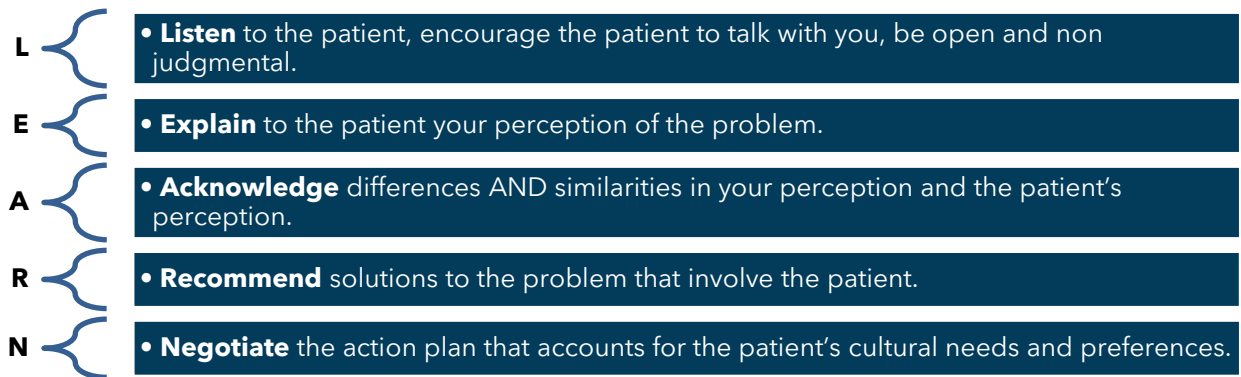 L
• Listen to the patient, encourage the patient to talk with you, be open and non
judgmental.
E
• Explain to the patient your perception of the problem.
A
• Acknowledge differences AND similarities in your perception and the patient’s
perception.
R
• Recommend solutions to the problem that involve the patient.
N
• Negotiate the action plan that accounts for the patient’s cultural needs and preferences.